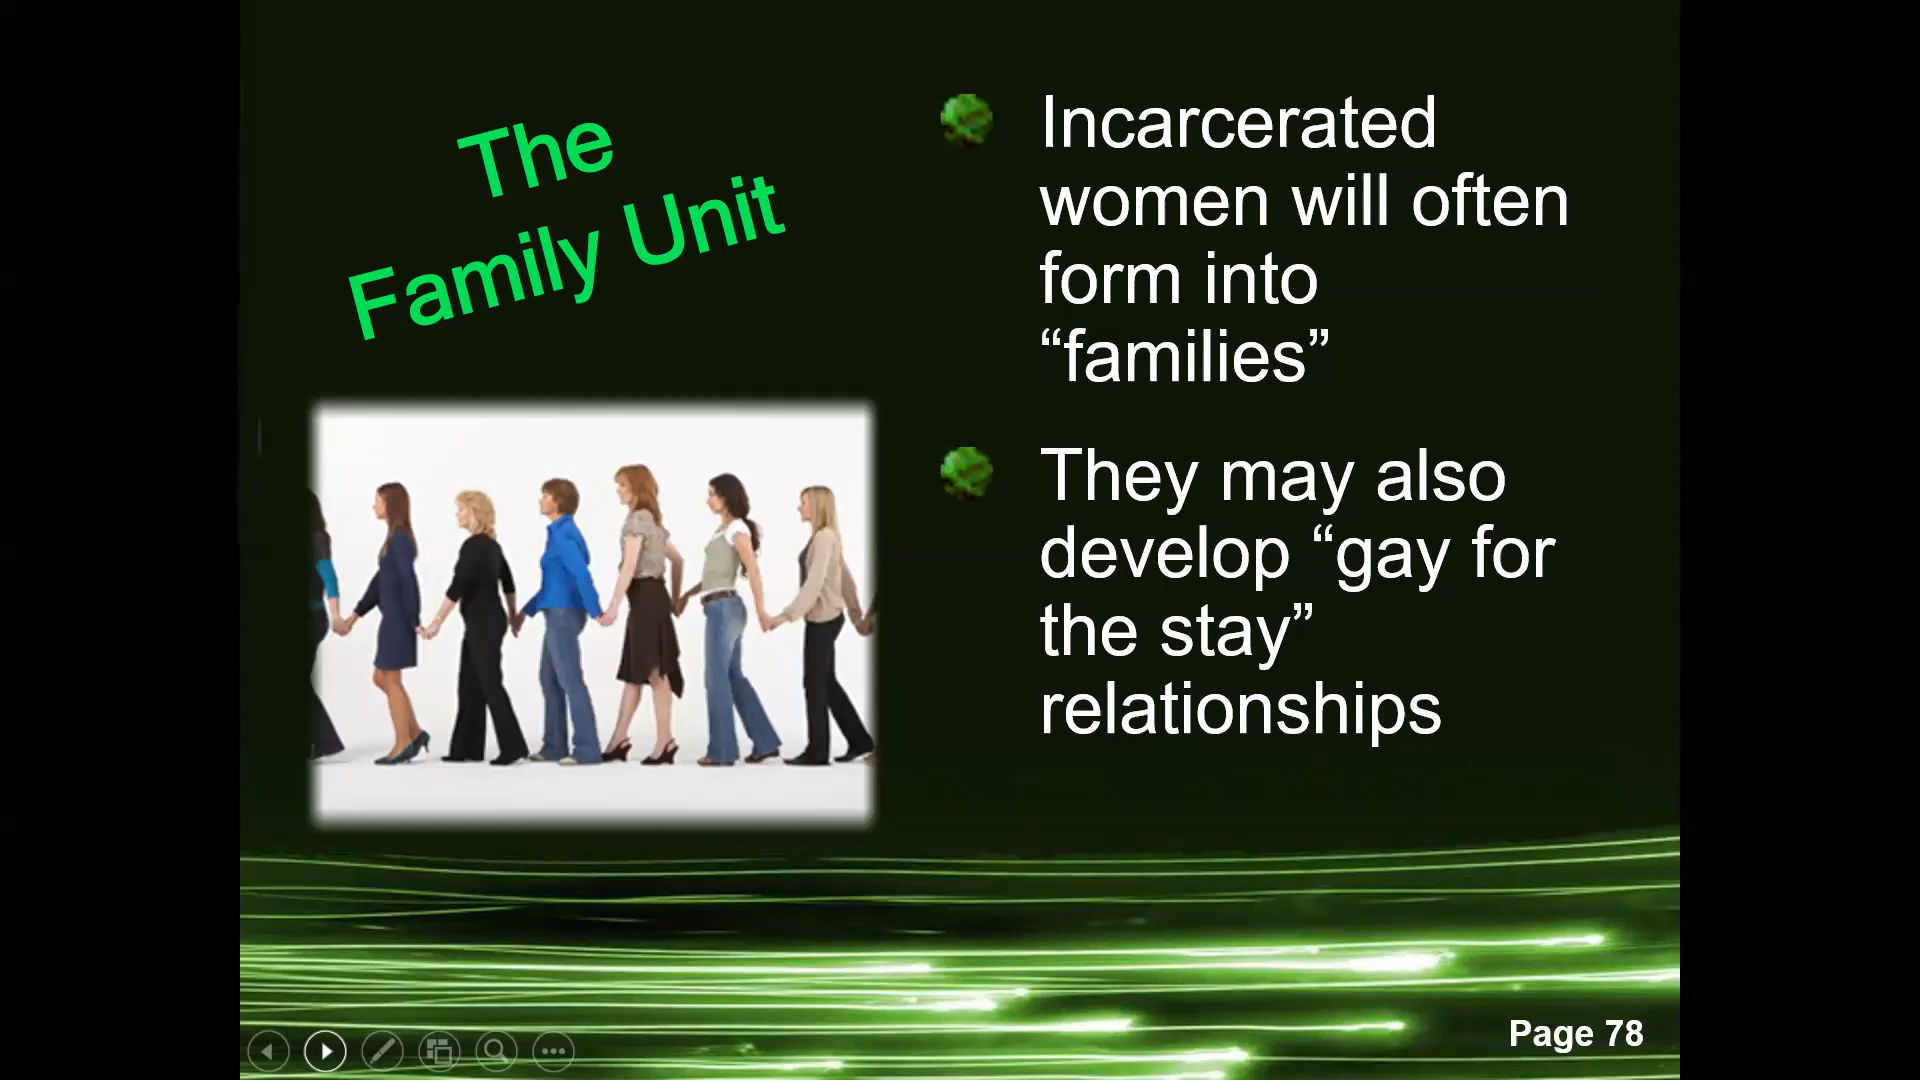 The
Family Unit
Incarcerated
women will often
form into
“families”
They may also
develop “gay for
the stay”
relationships
Page 78